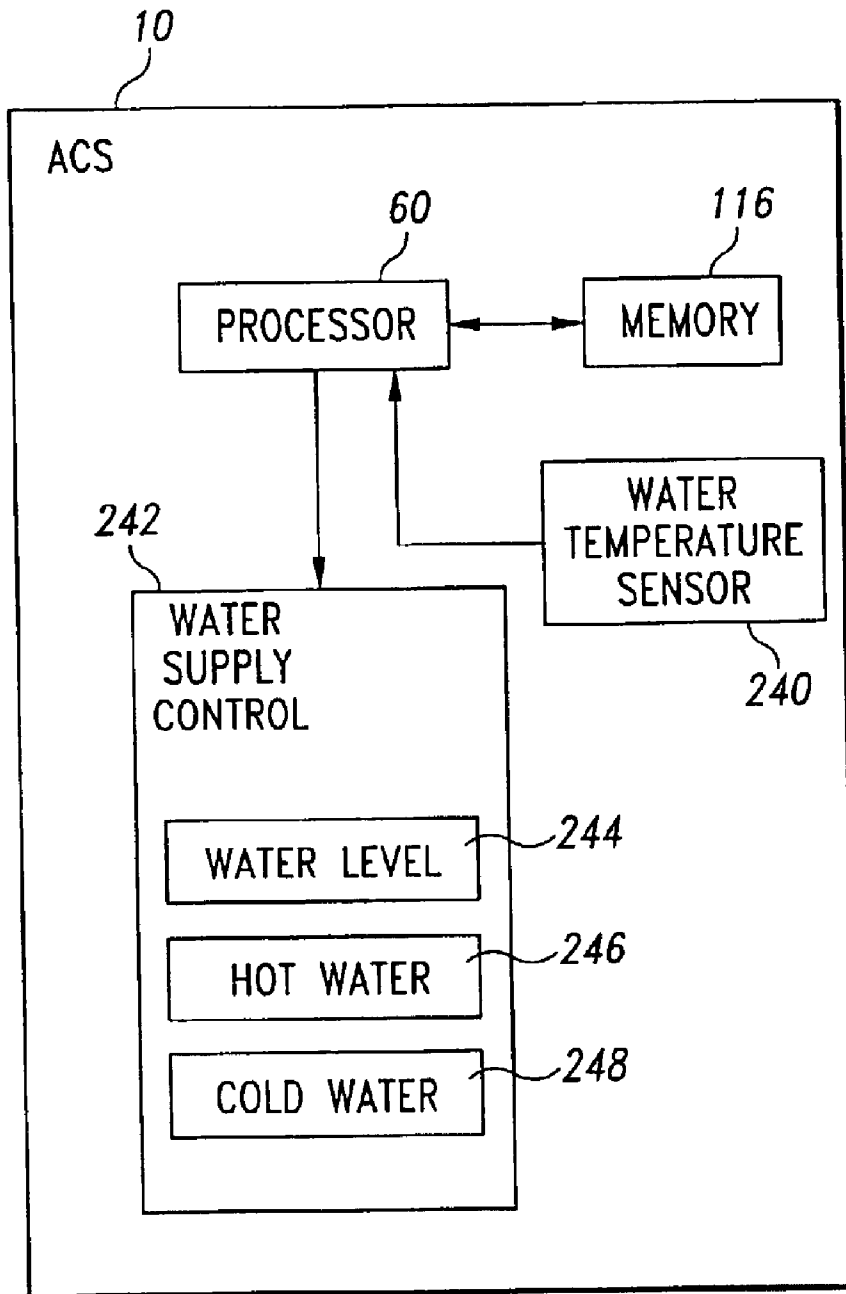 10
ACS
60
116
PROCESSOR
MEMORY
WATER
TEMPERATURE
SENSOR
240
242
WATER
SUPPLY
CONTROL
WATER LEVEL
244
HOT WATER
246
COLD WATER
248